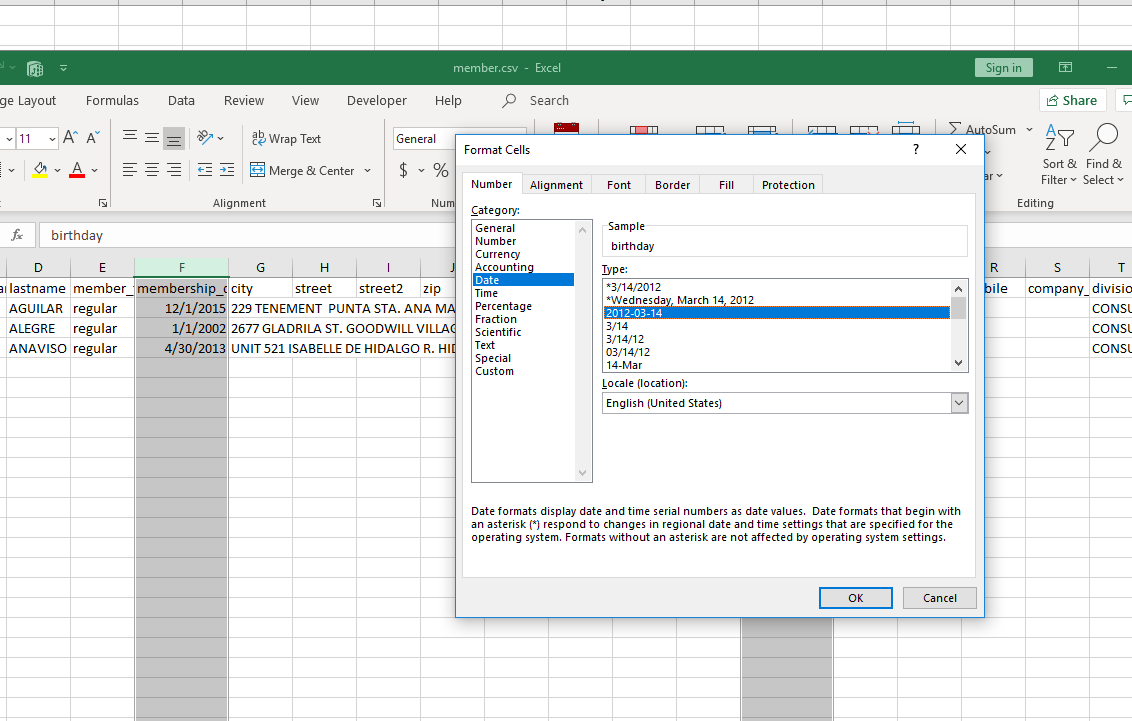 member.csv - Excel
Sign in
ge Layout Formulas Data Review View Developer Help Search
Share
11 A A Wrap Text General AutoSum
A Merge & Center $ % Sort & Filter Find & Select
Alignment Num Editing
fx birthday
D E F G H I J R S T
lastname member_ membership_d city street street2 zip bile company_ divisio
AGUILAR regular 12/1/2015 229 TENEMENT PUNTA STA. ANA MA CONSU
ALEGRE regular 1/1/2002 2677 GLADRILA ST. GOODWILL VILLAG CONSU
ANAVISO regular 4/30/2013 UNIT 521 ISABELLE DE HIDALGO R. HID CONSU
Format Cells ?
Number Alignment Font Border Fill Protection
Category:
General
Number
Currency
Accounting
Date
Time
Percentage
Fraction
Scientific
Text
Special
Custom
Sample
birthday
Type:
*3/14/2012
*Wednesday, March 14, 2012
2012-03-14
3/14
3/14/12
03/14/12
14-Mar
Locale (location):
English (United States)
Date formats display date and time serial numbers as date values. Date formats that begin with
an asterisk (*) respond to changes in regional date and time settings that are specified for the
operating system. Formats without an asterisk are not affected by operating system settings.
OK Cancel